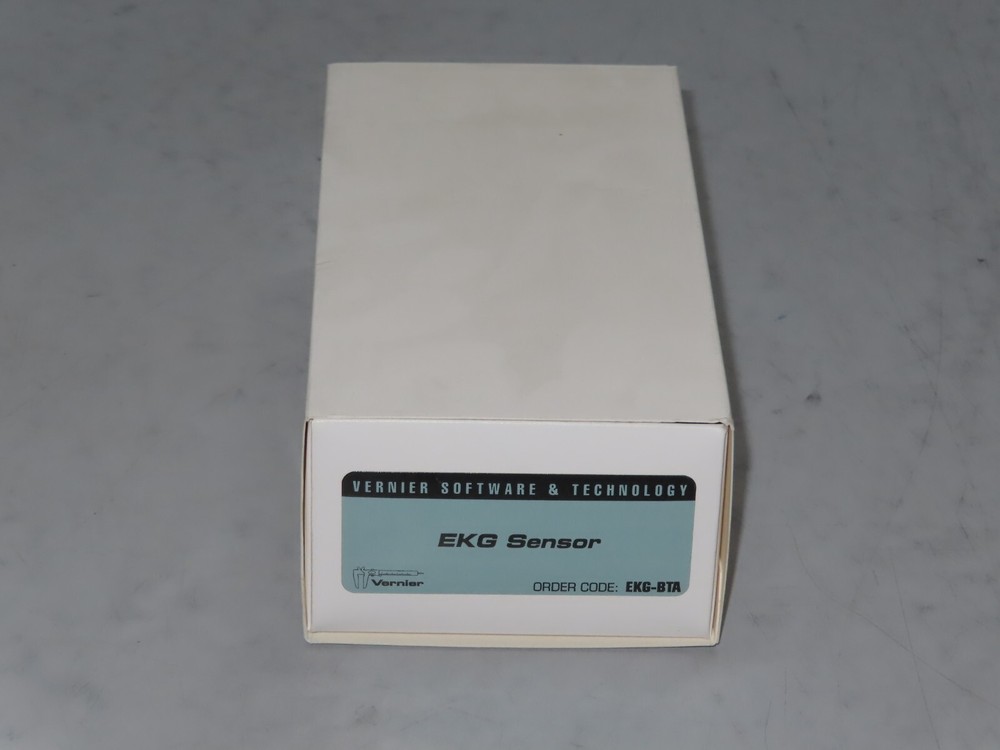 VERNIER SOFTWARE & TECHNOLOGY
EKG Sensor
Vernier
ORDER CODE: EKG-BTA